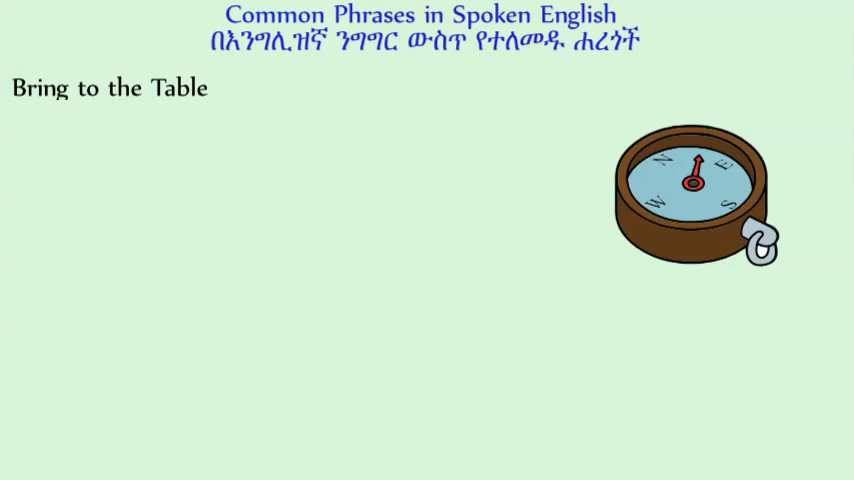 Common Phrases in Spoken English
በእንግሊዝኛ ንግግር ውስጥ የተለመዱ ሐረጎች
Bring to the Table
N
E
W
S